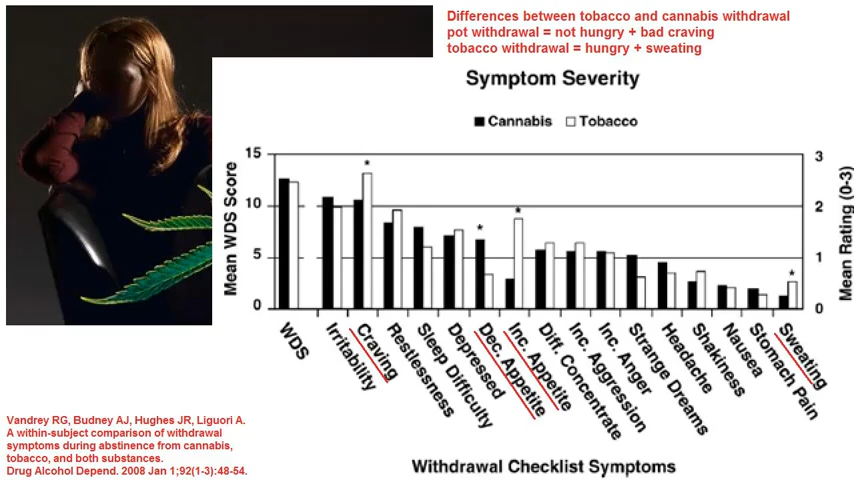 Differences between tobacco and cannabis withdrawal
pot withdrawal = not hungry + bad craving
tobacco withdrawal = hungry + sweating
Symptom Severity
Cannabis Tobacco
Mean WDS Score
15
10
5
0
3
2
1
0
Mean Rating (0-3)
WDS
Irritability
Craving
Restlessness
Sleep Difficulty
Depressed
Dec. Appetite
Inc. Appetite
Diff. Concentrate
Inc. Aggression
Inc. Anger
Strange Dreams
Headache
Shakiness
Nausea
Stomach Pain
Sweating
Withdrawal Checklist Symptoms
Vandrey RG, Budney AJ, Hughes JR, Liguori A.
A within-subject comparison of withdrawal
symptoms during abstinence from cannabis,
tobacco, and both substances.
Drug Alcohol Depend. 2008 Jan 1;92(1-3):48-54.